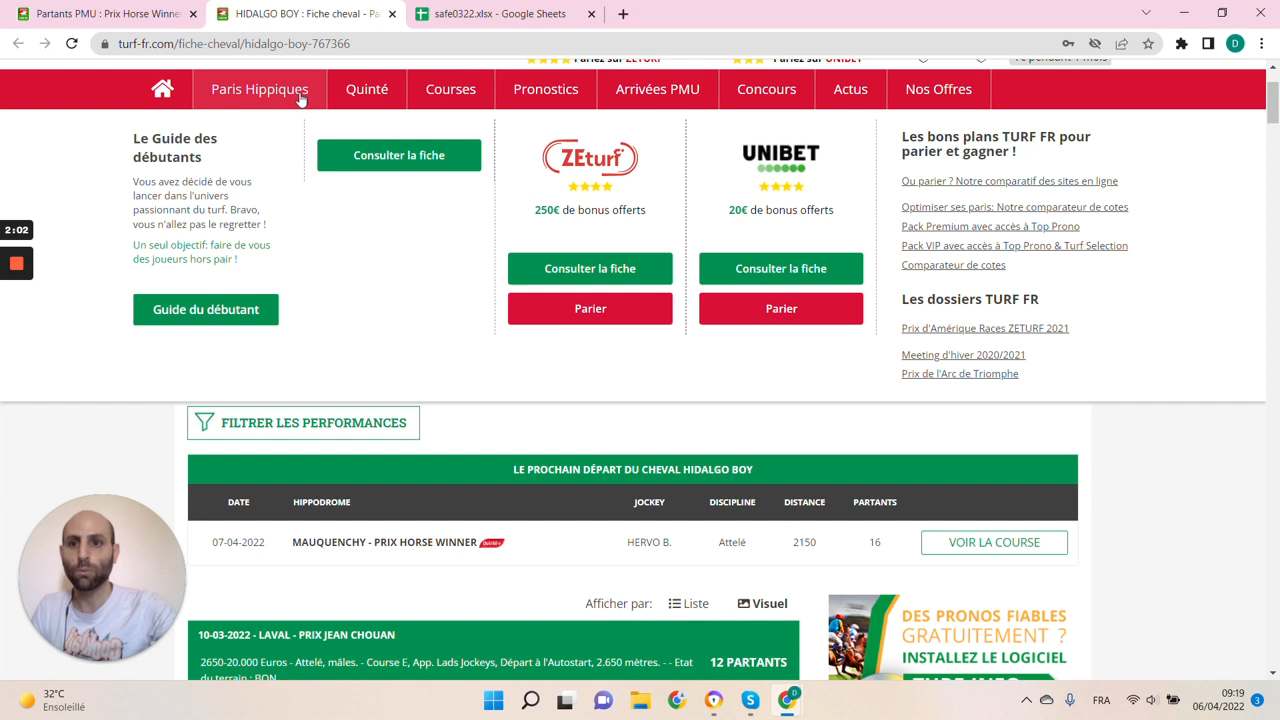 Partants PMU : Prix Horse Winner
HIDALGO BOY : Fiche cheval - Pa
safe0322.xlsx - Google Sheets
turf-fr.com/fiche-cheval/hidalgo-boy-767366
D
Pariez sur ZETURF
Pariez sur UNIBET
Paris Hippiques
Quinté
Courses
Pronostics
Arrivées PMU
Concours
Actus
Nos Offres
Le Guide des
débutants
Vous avez décidé de vous
lancer dans l'univers
passionnant du turf. Bravo,
vous n'allez pas le regretter !
Un seul objectif: faire de vous
des joueurs hors pair !
Guide du débutant
Consulter la fiche
ZEturf
250€ de bonus offerts
Consulter la fiche
Parier
UNIBET
20€ de bonus offerts
Consulter la fiche
Parier
Les bons plans TURF FR pour
parier et gagner !
Ou parier ? Notre comparatif des sites en ligne
Optimiser ses paris: Notre comparateur de cotes
Pack Premium avec accès à Top Prono
Pack VIP avec accès à Top Prono & Turf Selection
Comparateur de cotes
Les dossiers TURF FR
Prix d'Amérique Races ZETURF 2021
Meeting d'hiver 2020/2021
Prix de l'Arc de Triomphe
2:02
FILTRER LES PERFORMANCES
LE PROCHAIN DÉPART DU CHEVAL HIDALGO BOY
DATE HIPPODROME JOCKEY DISCIPLINE DISTANCE PARTANTS
07-04-2022 MAUQUENCHY - PRIX HORSE WINNER HERVO B. Attelé 2150 16 VOIR LA COURSE
Afficher par: Liste Visuel
10-03-2022 - LAVAL - PRIX JEAN CHOUAN
2650-20.000 Euros - Attelé, mâles. - Course E, App. Lads Jockeys, Départ à l'Autostart, 2.650 mètres. - - Etat
du terrain : BON
12 PARTANTS
DES PRONOS FIABLES
GRATUITEMENT ?
INSTALLEZ LE LOGICIEL
32°C
Ensoleillé
D
FRA
09:19
06/04/2022
3